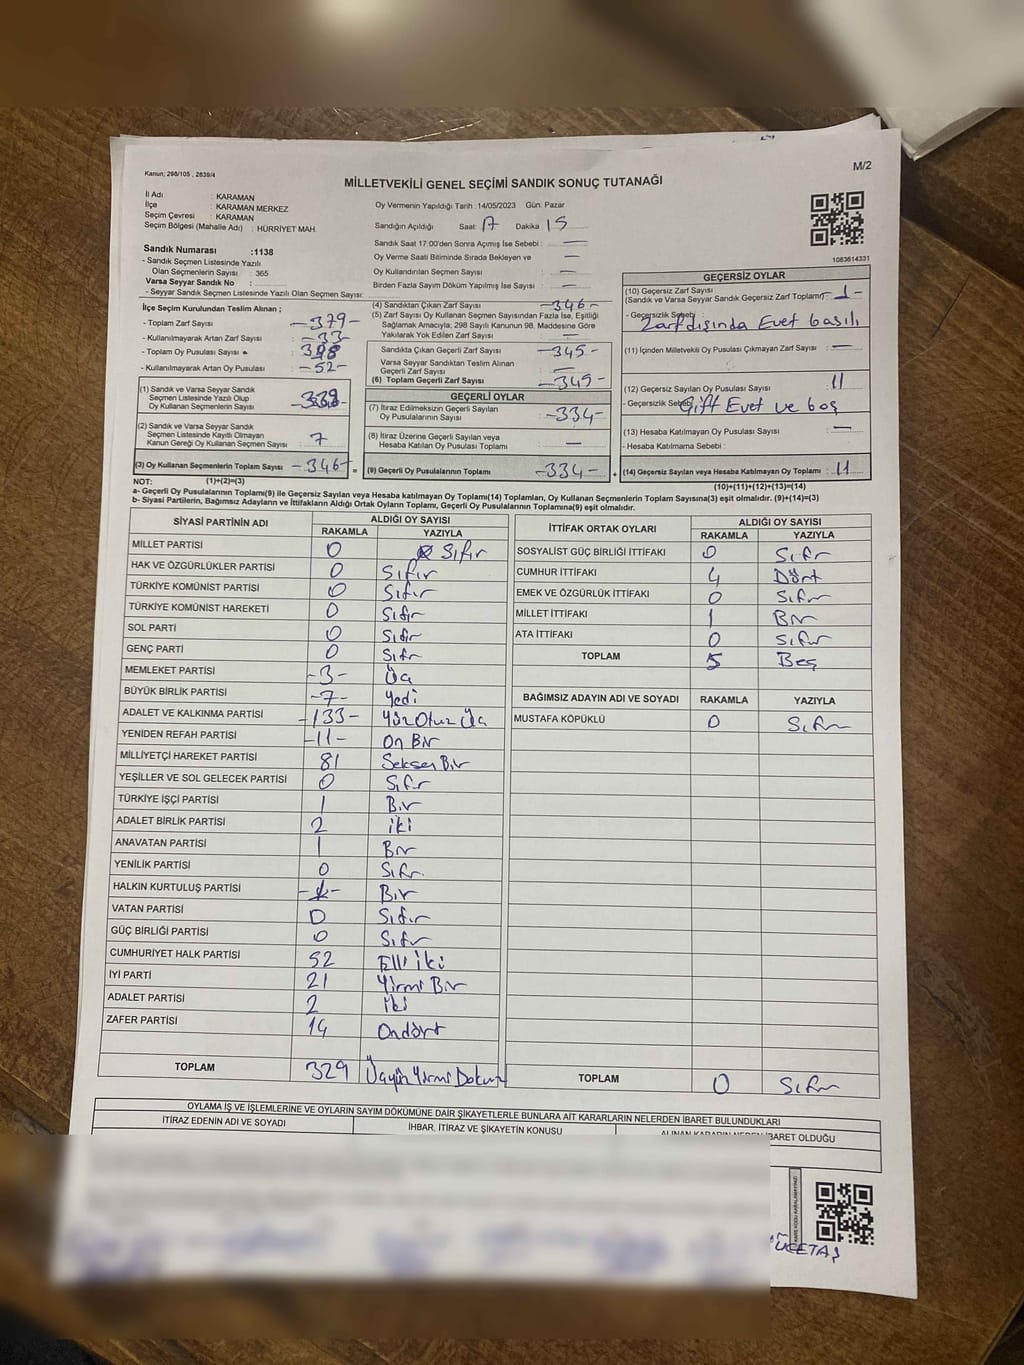 M/2
Kanun; 298/105 , 2839/4
MİLLETVEKİLİ GENEL SEÇİMİ SANDIK SONUÇ TUTANAĞI
İl Adı : KARAMAN
İlçe : KARAMAN MERKEZ
Seçim Çevresi : KARAMAN
Seçim Bölgesi (Mahalle Adı) : HÜRRİYET MAH.
Sandık Numarası :1138
- Sandık Seçmen Listesinde Yazılı
Olan Seçmenlerin Sayısı : 365
Varsa Seyyar Sandık No :
- Seyyar Sandık Seçmen Listesinde Yazılı Olan Seçmen Sayısı:
Oy Vermenin Yapıldığı Tarih : 14/05/2023 Gün: Pazar
Sandığın Açıldığı Saat: 17 Dakika : 15
Sandık Saat 17:00'den Sonra Açımış İse Sebebi : —
Oy Verme Saati Bitiminde Sırada Bekleyen ve —
Oy Kullandırılan Seçmen Sayısı : —
Birden Fazla Sayım Döküm Yapılmış İse Sayısı : —
1083614331
İlçe Seçim Kurulundan Teslim Alınan ;
- Toplam Zarf Sayısı : -379-
- Kullanılmayarak Artan Zarf Sayısı : -33-
- Toplam Oy Pusulası Sayısı :
- Kullanılmayarak Artan Oy Pusulası : -52-
(1) Sandık ve Varsa Seyyar Sandık
Seçmen Listesinde Yazılı Olup
Oy Kullanan Seçmenlerin Sayısı :
(2) Sandık ve Varsa Seyyar Sandık
Seçmen Listesinde Kayıtlı Olmayan
Kanun Gereği Oy Kullanan Seçmen Sayısı : 7
(3) Oy Kullanan Seçmenlerin Toplam Sayısı : -346-
(4) Sandıktan Çıkan Zarf Sayısı -346-
(5) Zarf Sayısı Oy Kullanan Seçmen Sayısından Fazla İse, Eşitliği
Sağlamak Amacıyla; 298 Sayılı Kanunun 98. Maddesine Göre
Yakılarak Yok Edilen Zarf Sayısı : —
Sandıkta Çıkan Geçerli Zarf Sayısı : -345-
Varsa Seyyar Sandıktan Teslim Alınan
Geçerli Zarf Sayısı : —
(6) Toplam Geçerli Zarf Sayısı : -345-
GEÇERLİ OYLAR
(7) İtiraz Edilmeksizin Geçerli Sayılan
Oy Pusulalarının Sayısı : -334-
(8) İtiraz Üzerine Geçerli Sayılan veya
Hesaba Katılan Oy Pusulası Toplamı : —
= (9) Geçerli Oy Pusulalarının Toplamı : -334- +
GEÇERSİZ OYLAR
(10) Geçersiz Zarf Sayısı
(Sandık ve Varsa Seyyar Sandık Geçersiz Zarf Toplamı) : -1-
- Geçersizlik Sebebi :
Zarf dışında Evet basılı
(11) İçinden Milletvekili Oy Pusulası Çıkmayan Zarf Sayısı : —
(12) Geçersiz Sayılan Oy Pusulası Sayısı : 11
- Geçersizlik Sebebi : Çift Evet ve boş
(13) Hesaba Katılmayan Oy Pusulası Sayısı : —
- Hesaba Katılmama Sebebi :
(14) Geçersiz Sayılan veya Hesaba Katılmayan Oy Toplamı : 11
NOT: (1)+(2)=(3) (10)+(11)+(12)+(13)=(14)
a- Geçerli Oy Pusulalarının Toplamı(9) ile Geçersiz Sayılan veya Hesaba katılmayan Oy Toplamı(14) Toplamları, Oy Kullanan Seçmenlerin Toplam Sayısına(3) eşit olmalıdır. (9)+(14)=(3)
b- Siyasi Partilerin, Bağımsız Adayların ve İttifakların Aldığı Ortak Oyların Toplamı, Geçerli Oy Pusulalarının Toplamına(9) eşit olmalıdır.
SİYASİ PARTİNİN ADI ALDIĞI OY SAYISI
RAKAMLA YAZIYLA
MİLLET PARTİSİ 0 Sıfır
HAK VE ÖZGÜRLÜKLER PARTİSİ 0 Sıfır
TÜRKİYE KOMÜNİST PARTİSİ 0 Sıfır
TÜRKİYE KOMÜNİST HAREKETİ 0 Sıfır
SOL PARTİ 0 Sıfır
GENÇ PARTİ 0 Sıfır
MEMLEKET PARTİSİ -3- Üç
BÜYÜK BİRLİK PARTİSİ -7- Yedi
ADALET VE KALKINMA PARTİSİ -133- Yüz Otuz Üç
YENİDEN REFAH PARTİSİ -11- On Bir
MİLLİYETÇİ HAREKET PARTİSİ 81 Seksen Bir
YEŞİLLER VE SOL GELECEK PARTİSİ 0 Sıfır
TÜRKİYE İŞÇİ PARTİSİ 1 Bir
ADALET BİRLİK PARTİSİ 2 iki
ANAVATAN PARTİSİ 1 Bir
YENİLİK PARTİSİ 0 Sıfır
HALKIN KURTULUŞ PARTİSİ -1- Bir
VATAN PARTİSİ 0 Sıfır
GÜÇ BİRLİĞİ PARTİSİ 0 Sıfır
CUMHURİYET HALK PARTİSİ 52 Elli iki
İYİ PARTİ 21 Yirmi Bir
ADALET PARTİSİ 2 iki
ZAFER PARTİSİ 14 Ondört
TOPLAM 329 Üçyüz Yirmi Dokuz
İTTİFAK ORTAK OYLARI ALDIĞI OY SAYISI
RAKAMLA YAZIYLA
SOSYALİST GÜÇ BİRLİĞİ İTTİFAKI 0 Sıfır
CUMHUR İTTİFAKI 4 Dört
EMEK VE ÖZGÜRLÜK İTTİFAKI 0 Sıfır
MİLLET İTTİFAKI 1 Bir
ATA İTTİFAKI 0 Sıfır
TOPLAM 5 Beş
BAĞIMSIZ ADAYIN ADI VE SOYADI RAKAMLA YAZIYLA
MUSTAFA KÖPÜKLÜ 0 Sıfır
TOPLAM 0 Sıfır
OYLAMA İŞ VE İŞLEMLERİNE VE OYLARIN SAYIM DÖKÜMÜNE DAİR ŞİKAYETLERLE BUNLARA AİT KARARLARIN NELERDEN İBARET BULUNDUKLARI
İTİRAZ EDENİN ADI VE SOYADI İHBAR, İTİRAZ VE ŞİKAYETİN KONUSU ALINAN KARARIN NEDEN İBARET OLDUĞU
ÜCETAŞ